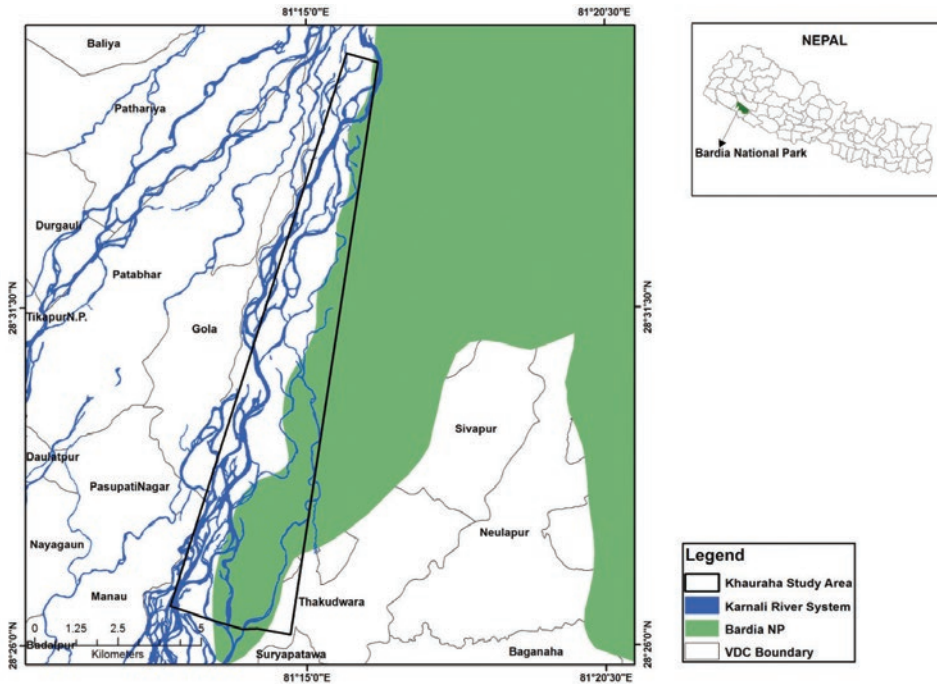 81°15'0"E
81°20'30"E
Baliya
Pathariya
Durgauli
Patabhar
TikapurN.P.
Gola
28°31'30"N
28°31'30"N
Daulatpur
PasupatiNagar
Sivapur
Nayagaun
Neulapur
Manau
Thakudwara
0 1.25 2.5 5
Kilometers
Badalpur
Suryapatawa
Baganaha
28°26'0"N
28°26'0"N
81°15'0"E
81°20'30"E
NEPAL
Bardia National Park
Legend
Khauraha Study Area
Karnali River System
Bardia NP
VDC Boundary